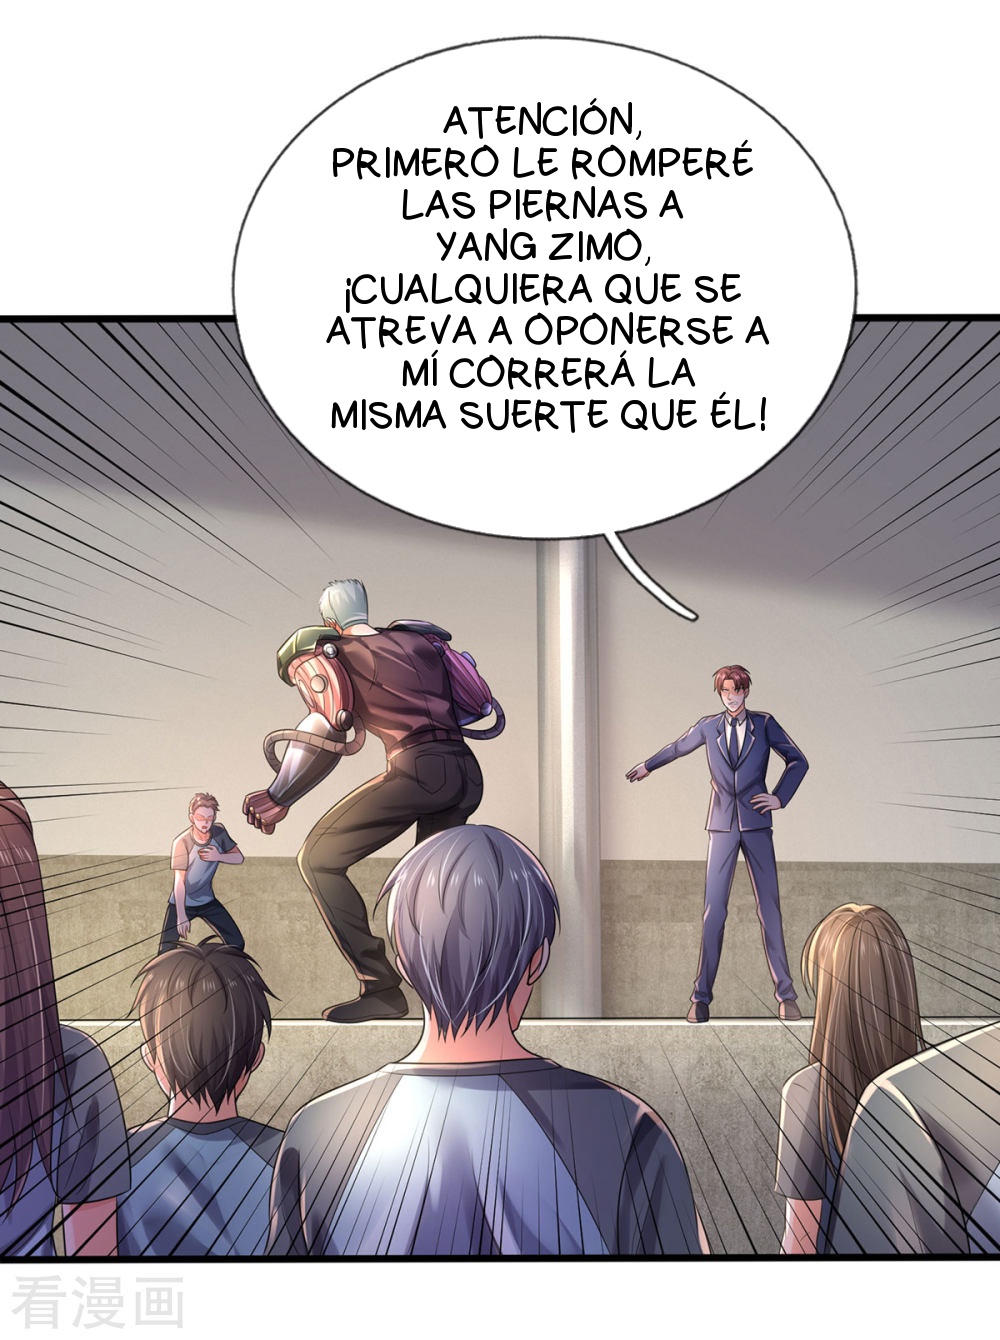 ATENCIÓN,
PRIMERO LE ROMPERÉ
LAS PIERNAS A
YANG ZIMO,
¡CUALQUIERA QUE SE
ATREVA A OPONERSE A
MÍ CORRERÁ LA
MISMA SUERTE QUE ÉL!
看漫画